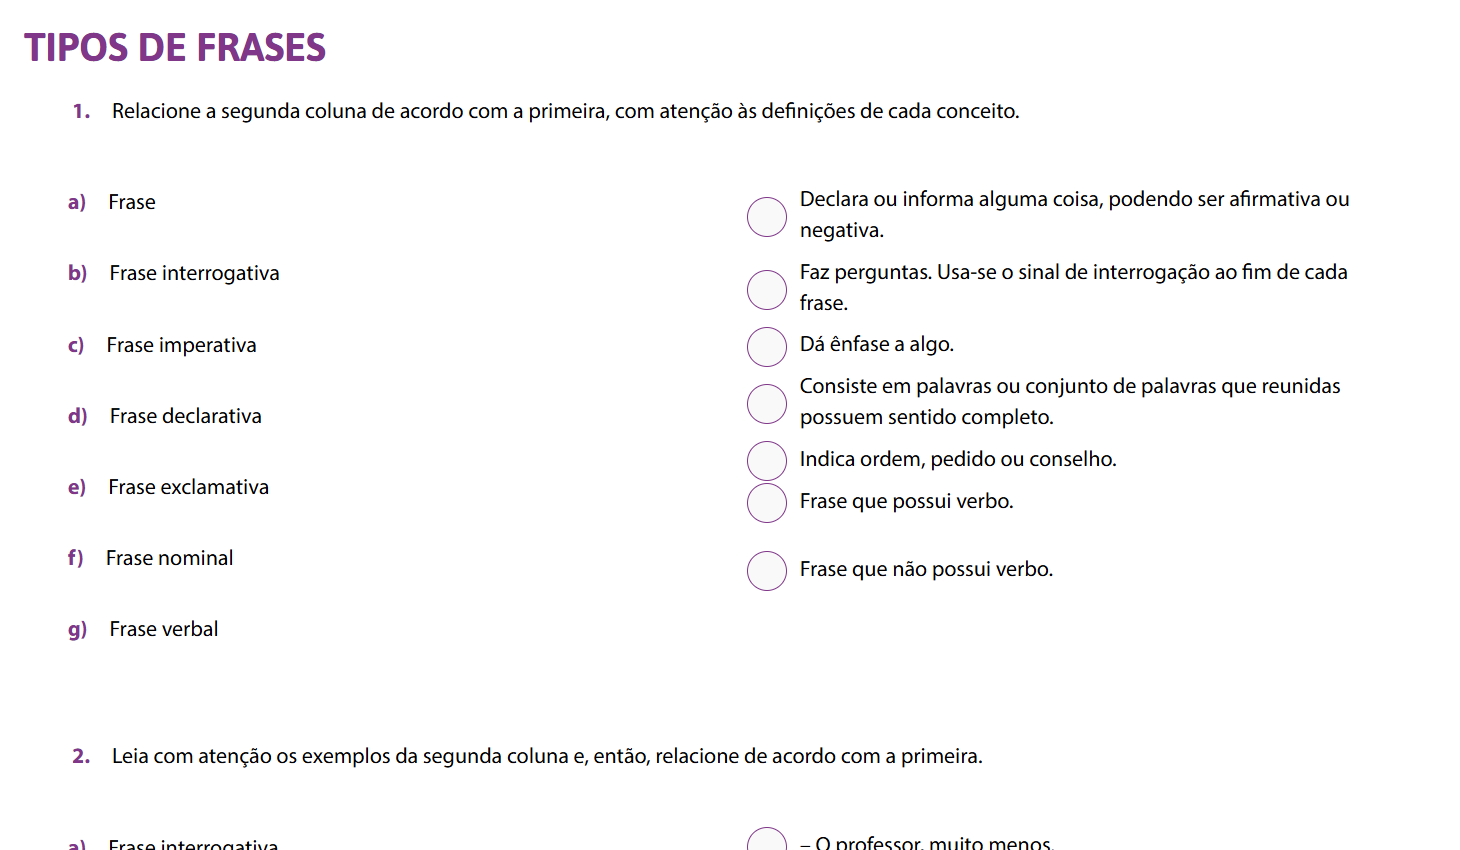 TIPOS DE FRASES
1. Relacione a segunda coluna de acordo com a primeira, com atenção às definições de cada conceito.
a) Frase
b) Frase interrogativa
c) Frase imperativa
d) Frase declarativa
e) Frase exclamativa
f) Frase nominal
g) Frase verbal
Declara ou informa alguma coisa, podendo ser afirmativa ou
negativa.
Faz perguntas. Usa-se o sinal de interrogação ao fim de cada
frase.
Dá ênfase a algo.
Consiste em palavras ou conjunto de palavras que reunidas
possuem sentido completo.
Indica ordem, pedido ou conselho.
Frase que possui verbo.
Frase que não possui verbo.
2. Leia com atenção os exemplos da segunda coluna e, então, relacione de acordo com a primeira.
a) Frase interrogativa
– O professor, muito menos.